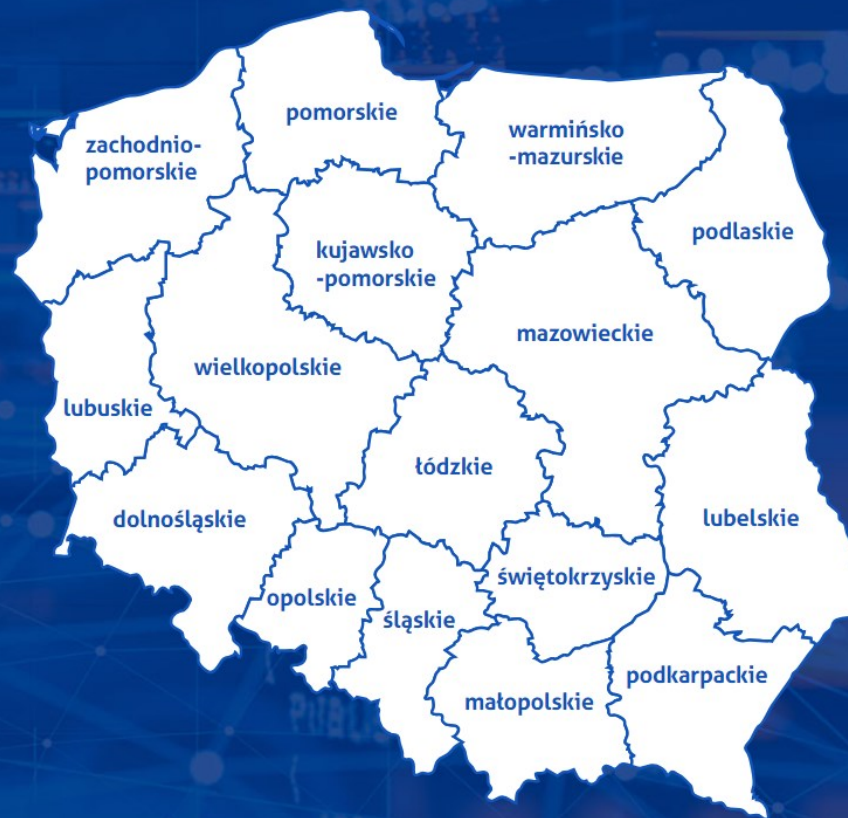 pomorskie
warmińsko
-mazurskie
zachodnio-
pomorskie
podlaskie
kujawsko
-pomorskie
mazowieckie
wielkopolskie
lubuskie
łódzkie
dolnośląskie
lubelskie
świętokrzyskie
opolskie
śląskie
podkarpackie
małopolskie